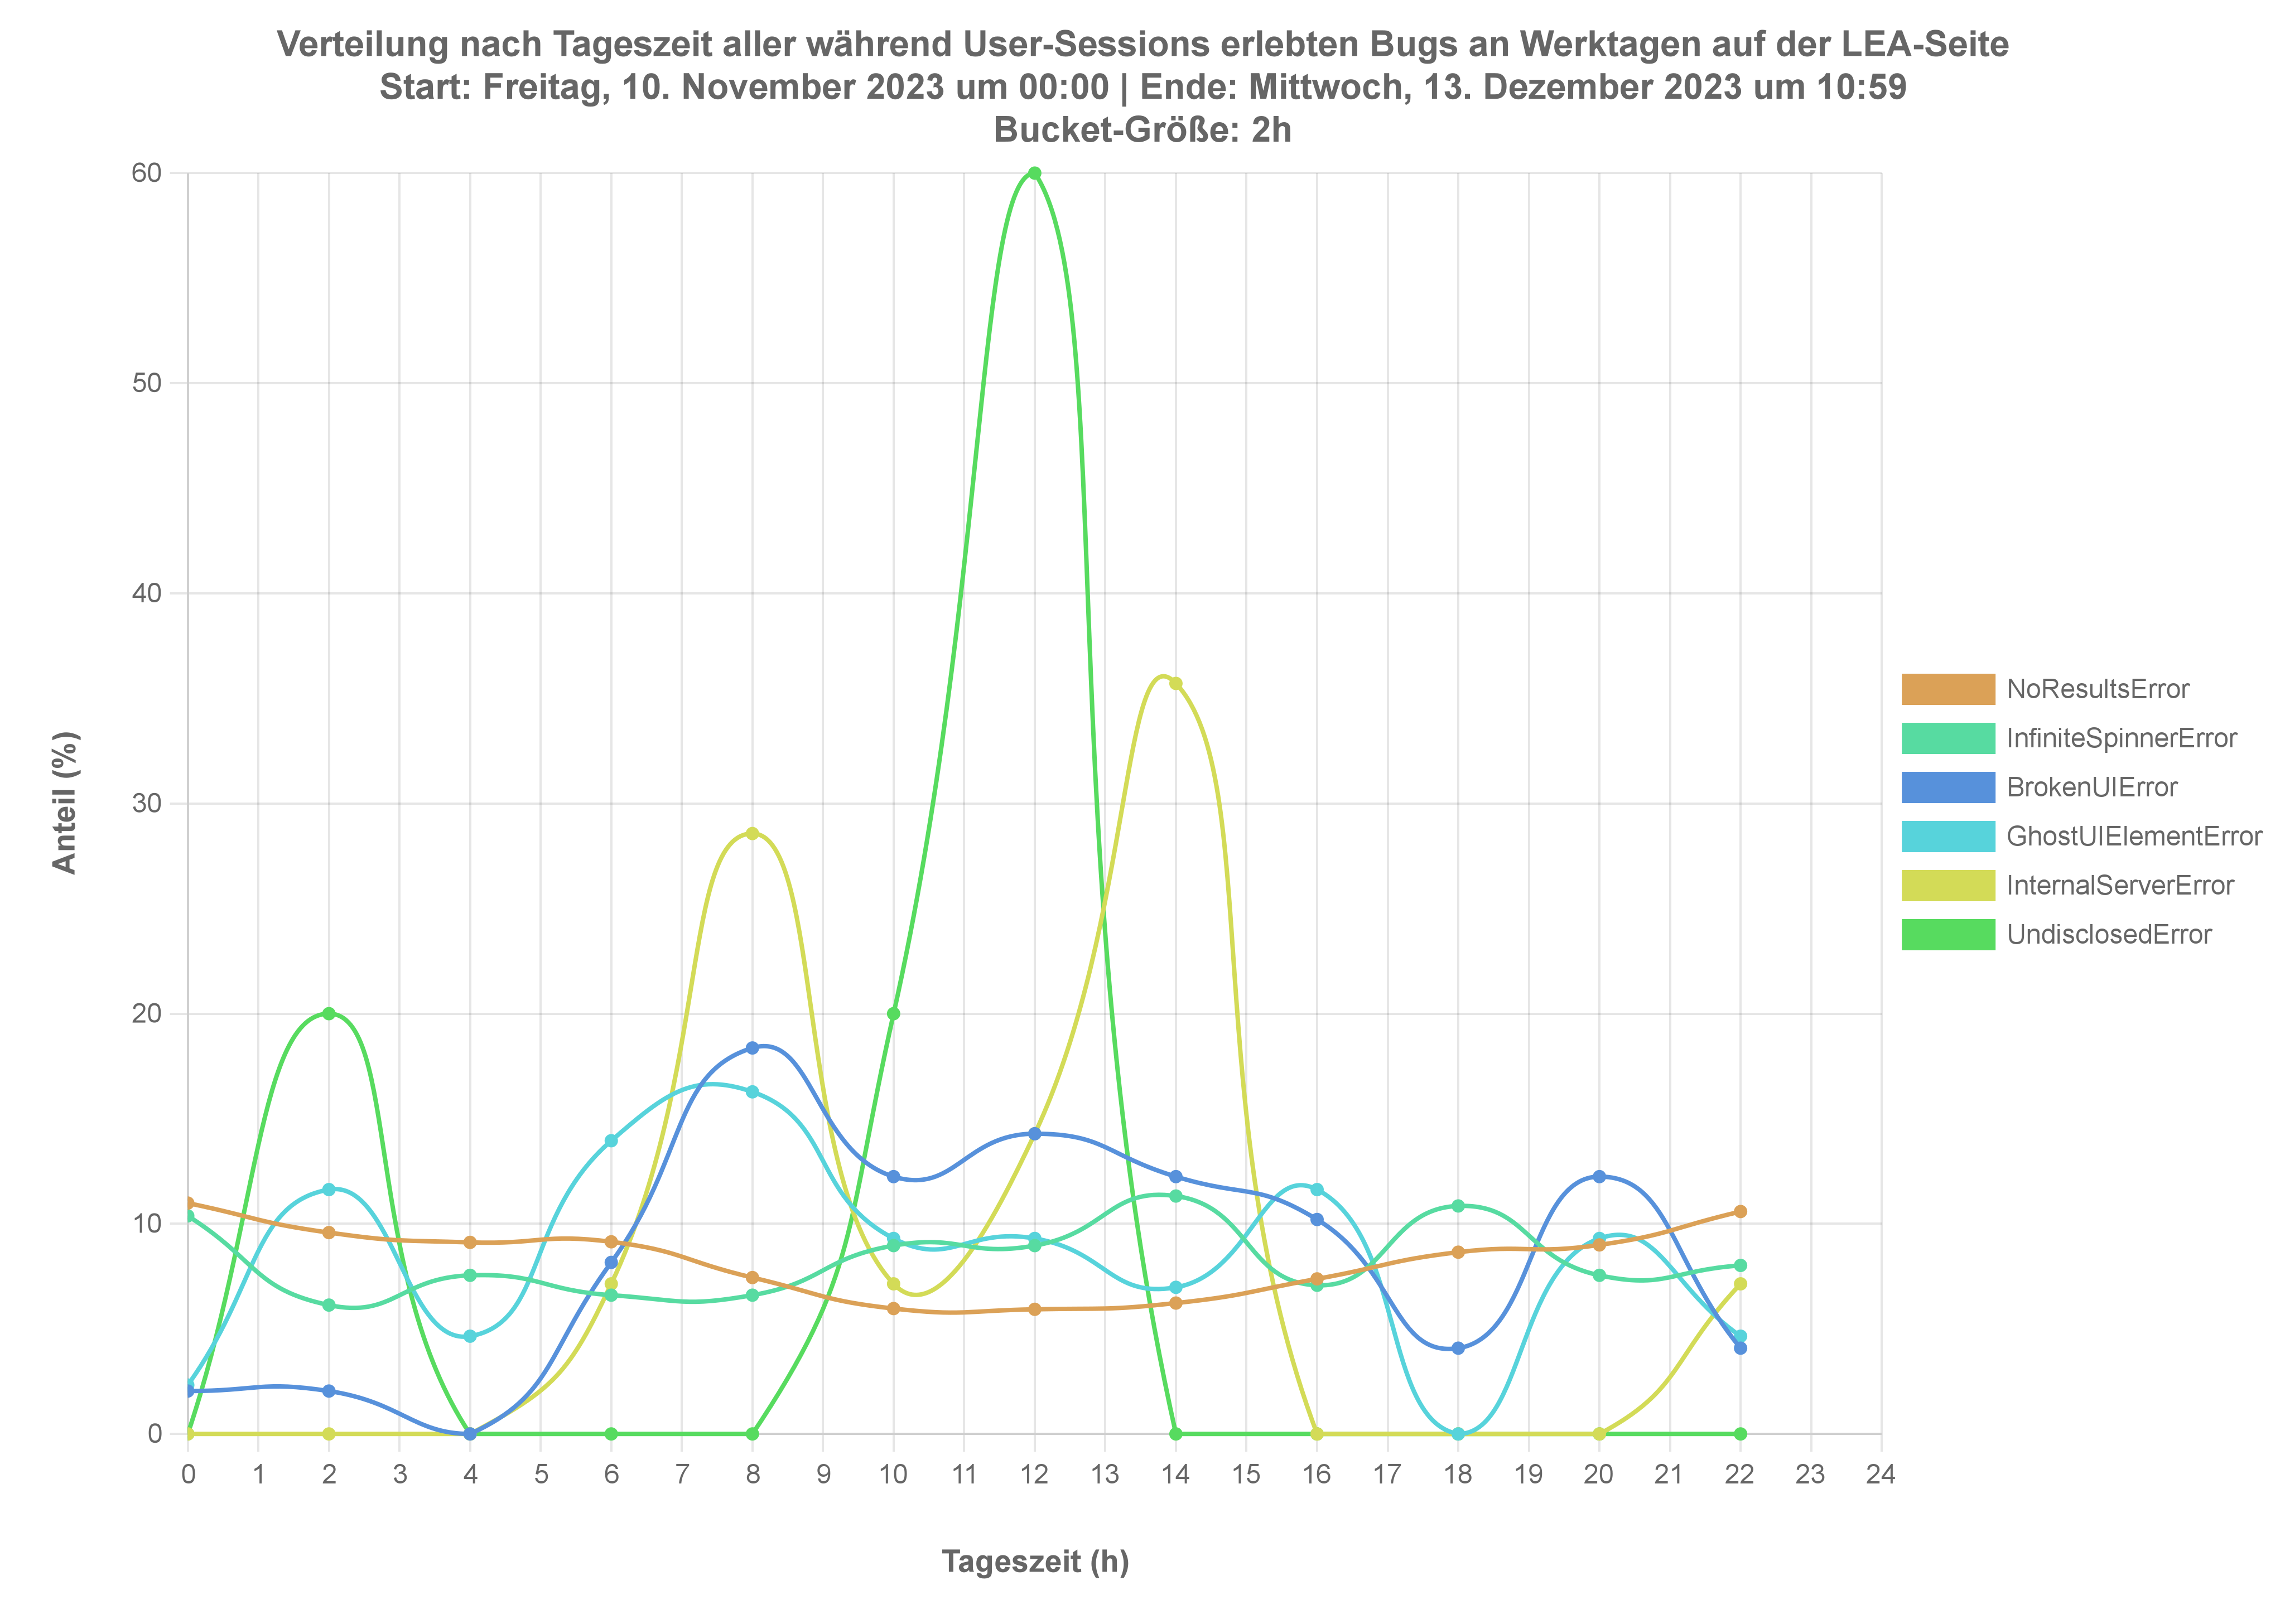 Verteilung nach Tageszeit aller während User-Sessions erlebten Bugs an Werktagen auf der LEA-Seite
Start: Freitag, 10. November 2023 um 00:00 | Ende: Mittwoch, 13. Dezember 2023 um 10:59
Bucket-Größe: 2h
60
50
40
30
20
10
0
Anteil (%)
0 1 2 3 4 5 6 7 8 9 10 11 12 13 14 15 16 17 18 19 20 21 22 23 24
Tageszeit (h)
NoResultsError
InfiniteSpinnerError
BrokenUIError
GhostUIElementError
InternalServerError
UndisclosedError